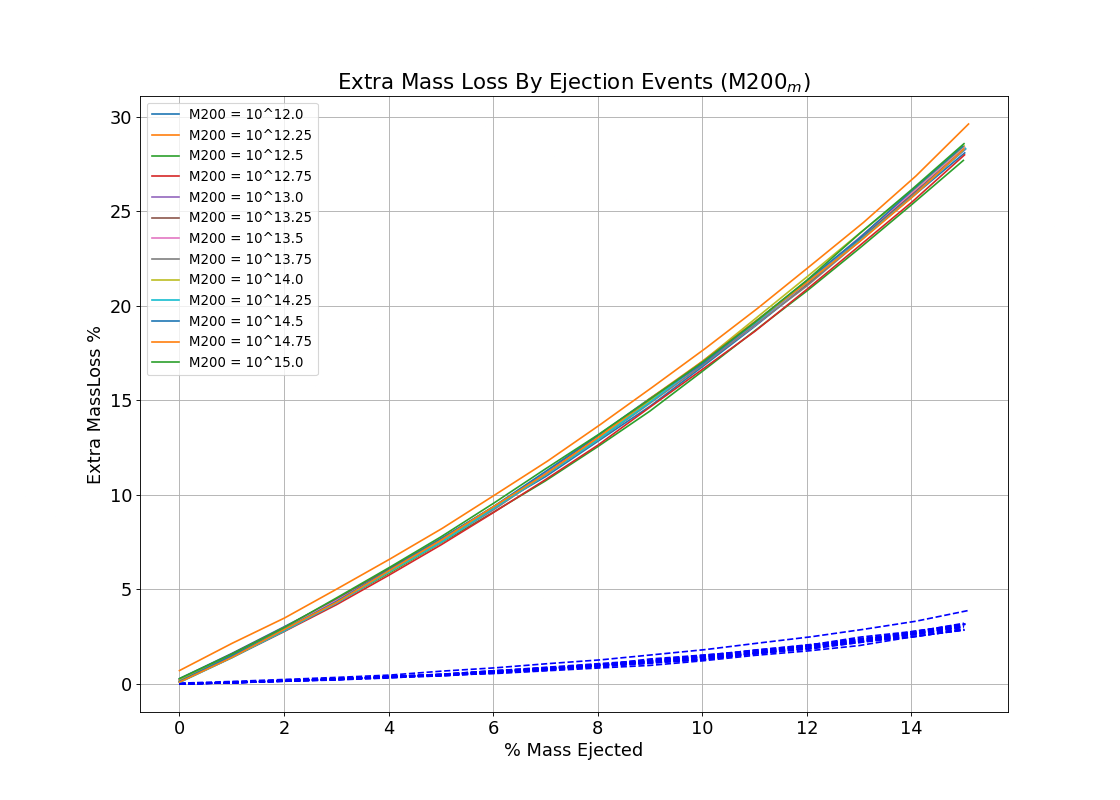 Extra Mass Loss By Ejection Events (M200m)
30
25
20
15
10
5
0
Extra MassLoss %
M200 = 10^12.0
M200 = 10^12.25
M200 = 10^12.5
M200 = 10^12.75
M200 = 10^13.0
M200 = 10^13.25
M200 = 10^13.5
M200 = 10^13.75
M200 = 10^14.0
M200 = 10^14.25
M200 = 10^14.5
M200 = 10^14.75
M200 = 10^15.0
0 2 4 6 8 10 12 14
% Mass Ejected